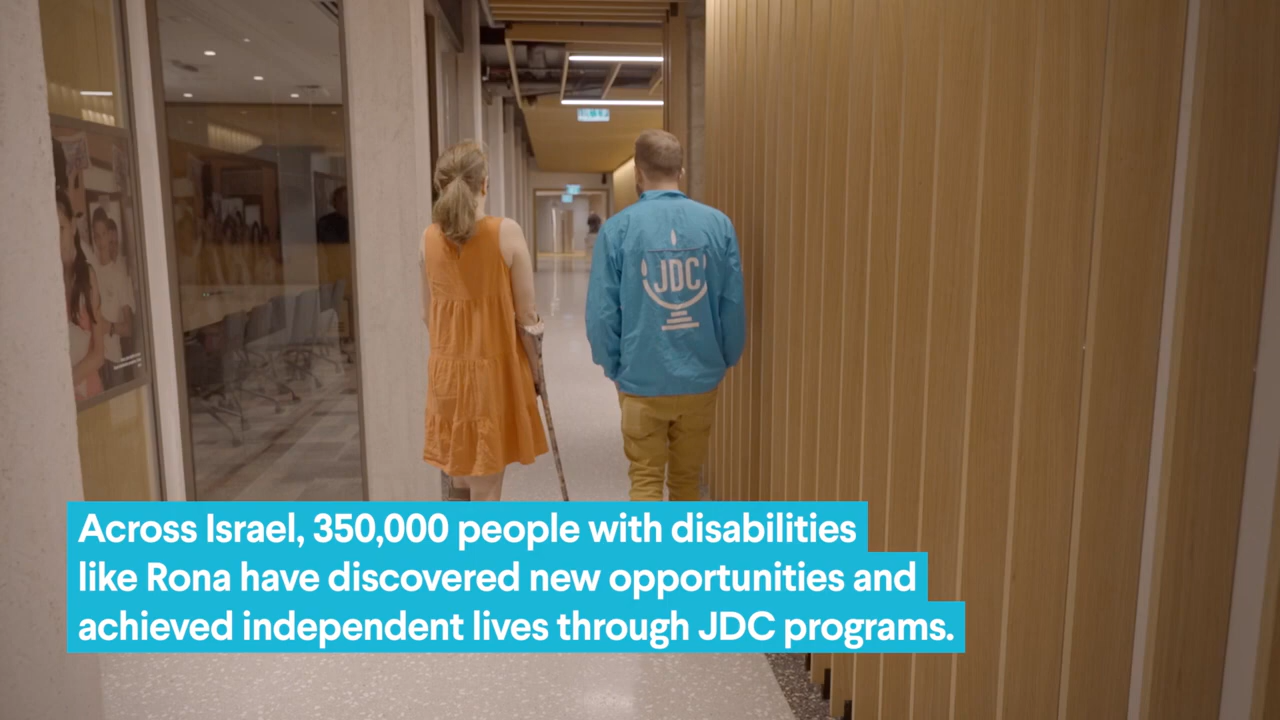 JDC
Across Israel, 350,000 people with disabilities
like Rona have discovered new opportunities and
achieved independent lives through JDC programs.